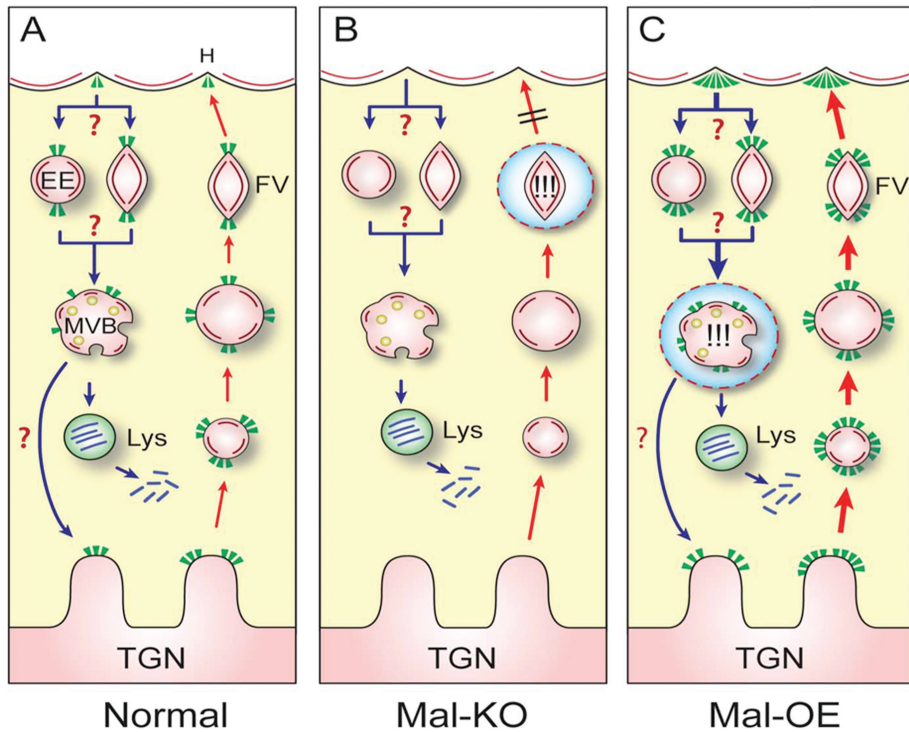 A
H
?
EE
FV
?
MVB
?
Lys
TGN
Normal
B
?
!!!
?
Lys
TGN
Mal-KO
C
?
FV
?
!!!
?
Lys
TGN
Mal-OE